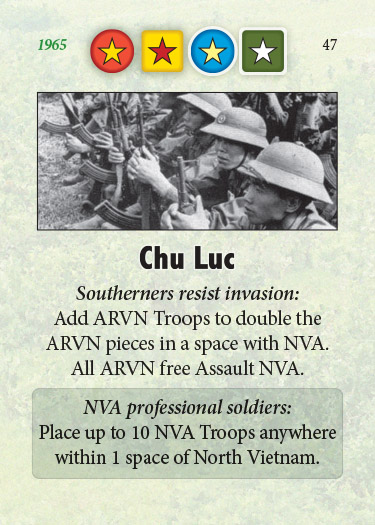 1965
47
Chu Luc
Southerners resist invasion:
Add ARVN Troops to double the
ARVN pieces in a space with NVA.
All ARVN free Assault NVA.
NVA professional soldiers:
Place up to 10 NVA Troops anywhere
within 1 space of North Vietnam.